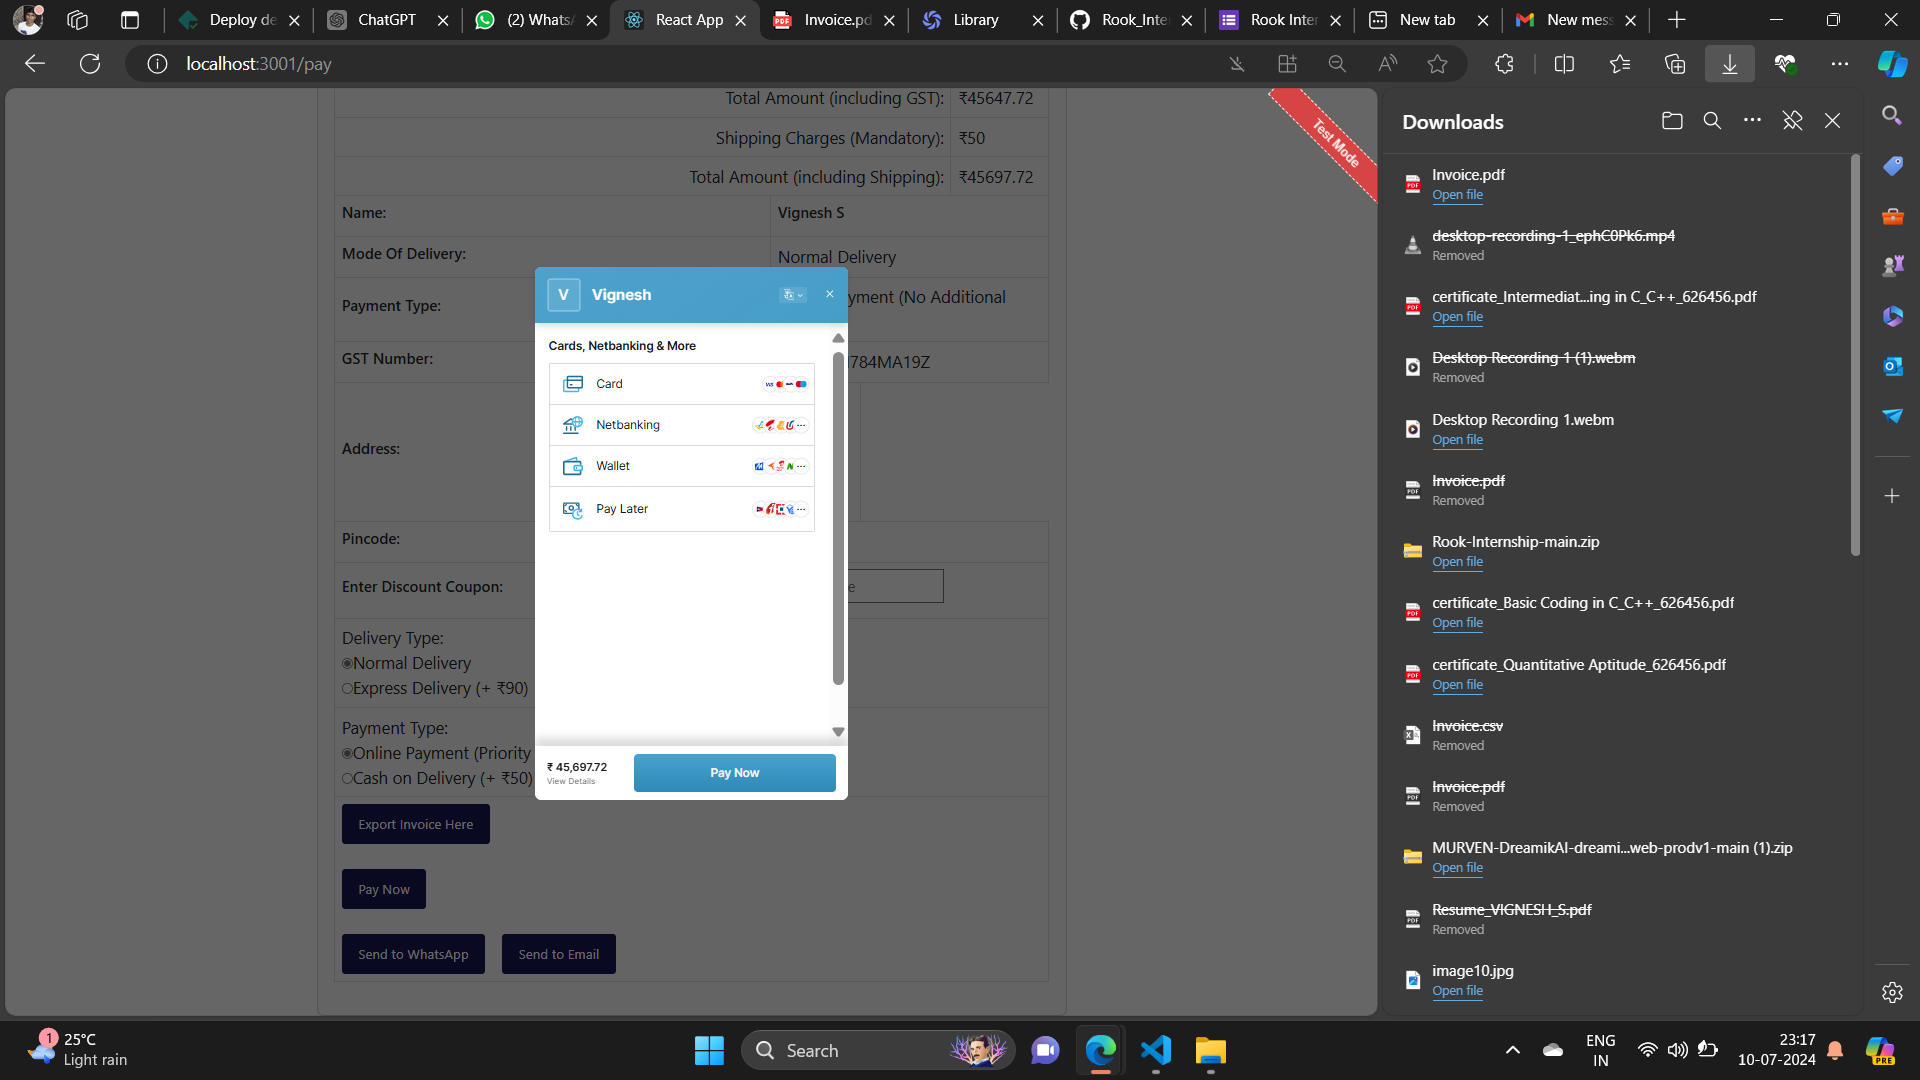 Deploy de
ChatGPT
(2) WhatsA
React App
Invoice.pd
Library
Rook_Inte
Rook Inter
New tab
New mess
localhost:3001/pay
Total Amount (including GST): ₹45647.72
Shipping Charges (Mandatory): ₹50
Total Amount (including Shipping): ₹45697.72
Name: Vignesh S
Mode Of Delivery: Normal Delivery
Payment Type: yment (No Additional
GST Number: 784MA19Z
Address:
Pincode:
Enter Discount Coupon: e
Delivery Type:
Normal Delivery
Express Delivery (+ ₹90)
Payment Type:
Online Payment (Priority
Cash on Delivery (+ ₹50)
Export Invoice Here
Pay Now
Send to WhatsApp
Send to Email
Test Mode
V
Vignesh
Cards, Netbanking & More
Card
VISA
Netbanking
Wallet
Pay Later
₹ 45,697.72
View Details
Pay Now
Downloads
Invoice.pdf
Open file
desktop-recording-1_ephC0Pk6.mp4
Removed
certificate_Intermediat...ing in C_C++_626456.pdf
Open file
Desktop Recording 1 (1).webm
Removed
Desktop Recording 1.webm
Open file
Invoice.pdf
Removed
Rook-Internship-main.zip
Open file
certificate_Basic Coding in C_C++_626456.pdf
Open file
certificate_Quantitative Aptitude_626456.pdf
Open file
Invoice.csv
Removed
Invoice.pdf
Removed
MURVEN-DreamikAI-dreami...web-prodv1-main (1).zip
Open file
Resume_VIGNESH_S.pdf
Removed
image10.jpg
Open file
1
25°C
Light rain
Search
ENG
IN
23:17
10-07-2024
PRE